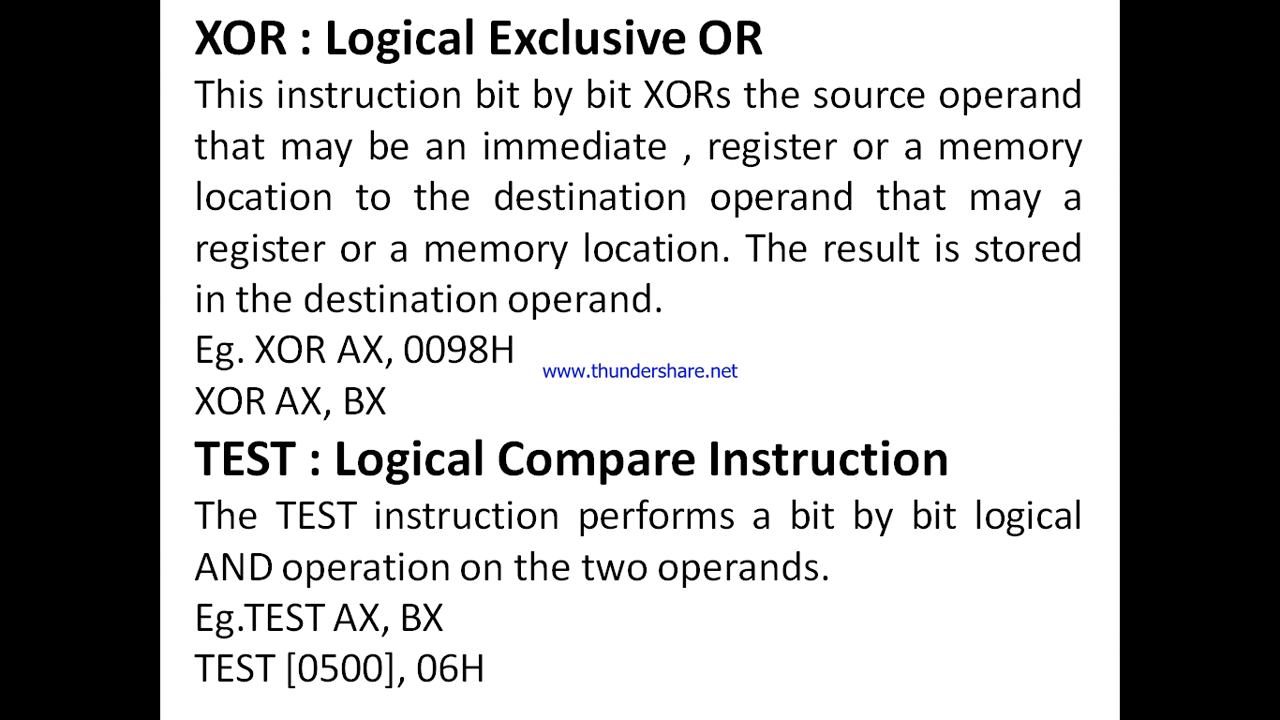 XOR : Logical Exclusive OR
This instruction bit by bit XORs the source operand
that may be an immediate , register or a memory
location to the destination operand that may a
register or a memory location. The result is stored
in the destination operand.
Eg. XOR AX, 0098H
www.thundershare.net
XOR AX, BX
TEST : Logical Compare Instruction
The TEST instruction performs a bit by bit logical
AND operation on the two operands.
Eg.TEST AX, BX
TEST [0500], 06H